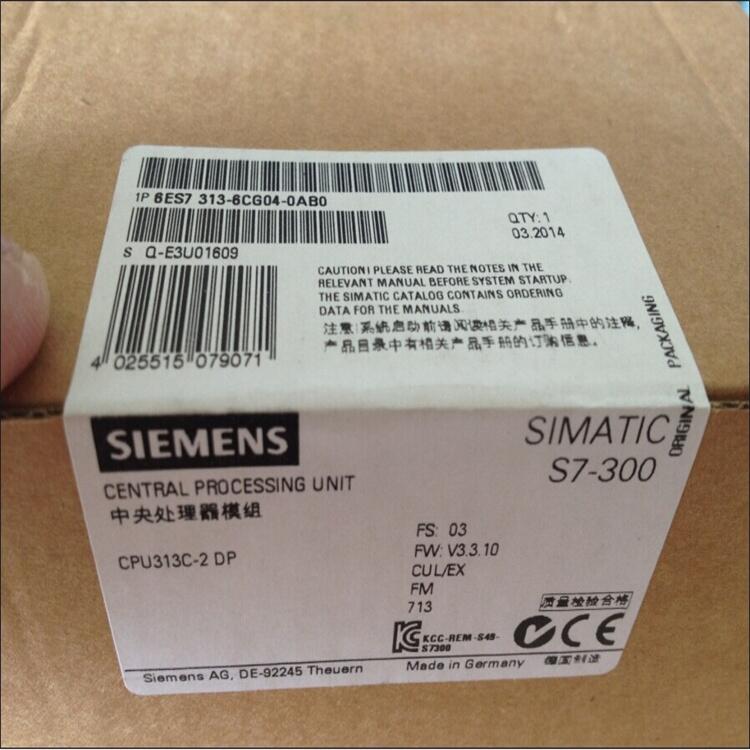 1P 6ES7 313-6CG04-0AB0
QTY: 1
03.2014
S Q-E3U01609
CAUTION! PLEASE READ THE NOTES IN THE
RELEVANT MANUAL BEFORE SYSTEM STARTUP.
THE SIMATIC CATALOG CONTAINS ORDERING
DATA FOR THE MANUALS.
注意:系统启动前请阅读相关产品手册中的注释,
产品目录中有相关产品手册的订购信息。
4 025515 079071
ORIGINAL PACKAGING
SIEMENS
SIMATIC
S7-300
CENTRAL PROCESSING UNIT
中央处理器模组
CPU313C-2 DP
FS: 03
FW: V3.3.10
CUL/EX
FM
713
质量检验合格
KCC-REM-S49-
S7300
CE
Siemens AG, DE-92245 Theuern
Made in Germany
德国制造